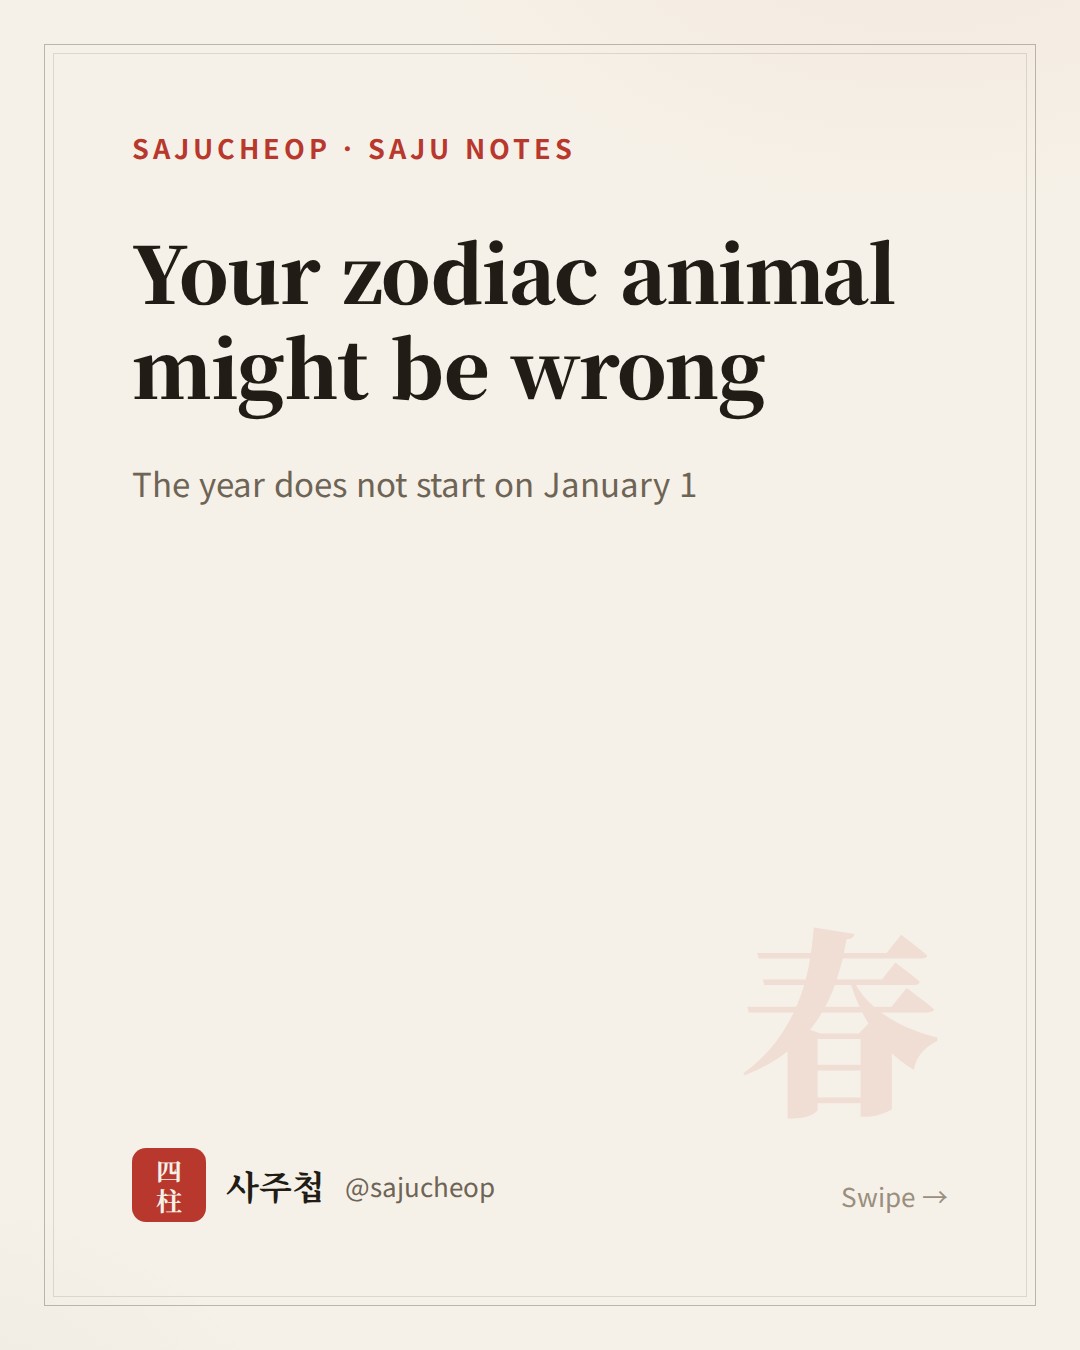 SAJUCHEOP · SAJU NOTES
Your zodiac animal
might be wrong
The year does not start on January 1
春
四
柱
사주첩 @sajucheop
Swipe →